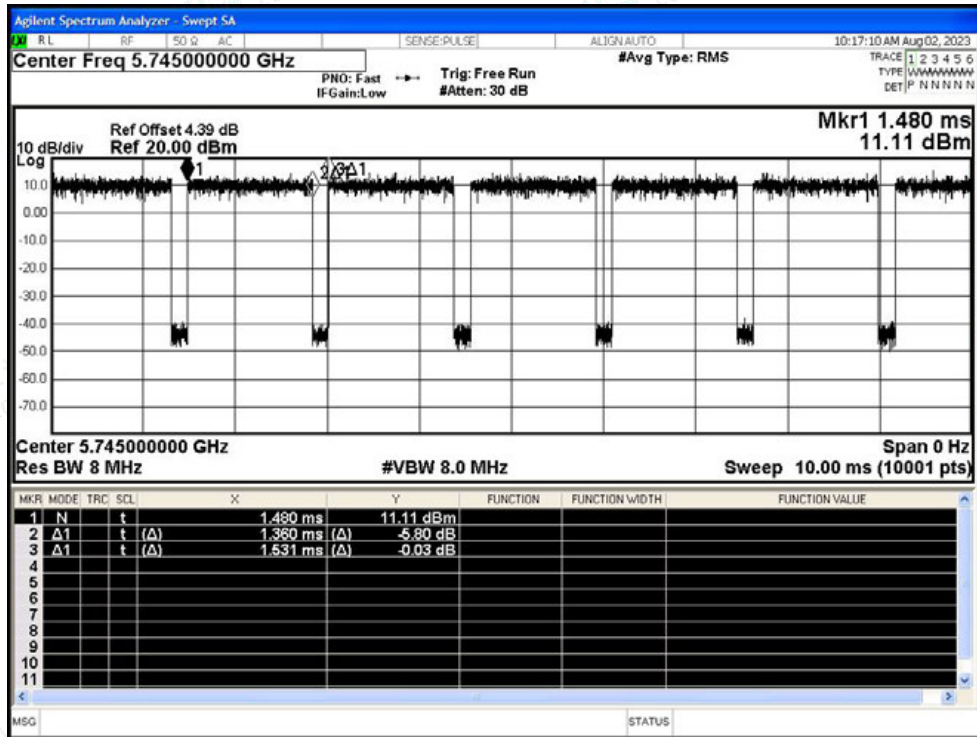 Agilent Spectrum Analyzer - Swept SA
RL RF 50 Ω AC SENSE:PULSE ALIGN AUTO 10:17:10 AM Aug 02, 2023
Center Freq 5.745000000 GHz #Avg Type: RMS TRACE 1 2 3 4 5 6
PNO: Fast Trig: Free Run TYPE
IFGain:Low #Atten: 30 dB DET P N N N N N
Mkr1 1.480 ms
Ref Offset 4.39 dB
10 dB/div Ref 20.00 dBm 11.11 dBm
Log
1 3Δ1
10.0
0.00
-10.0
-20.0
-30.0
-40.0
-50.0
-60.0
-70.0
Center 5.745000000 GHz Span 0 Hz
Res BW 8 MHz #VBW 8.0 MHz Sweep 10.00 ms (10001 pts)
MKR MODE TRC SCL X Y FUNCTION FUNCTION WIDTH FUNCTION VALUE
1 N t 1.480 ms 11.11 dBm
2 Δ1 t (Δ) 1.360 ms (Δ) -5.80 dB
3 Δ1 t (Δ) 1.531 ms (Δ) -0.03 dB
4
5
6
7
8
9
10
11
MSG STATUS